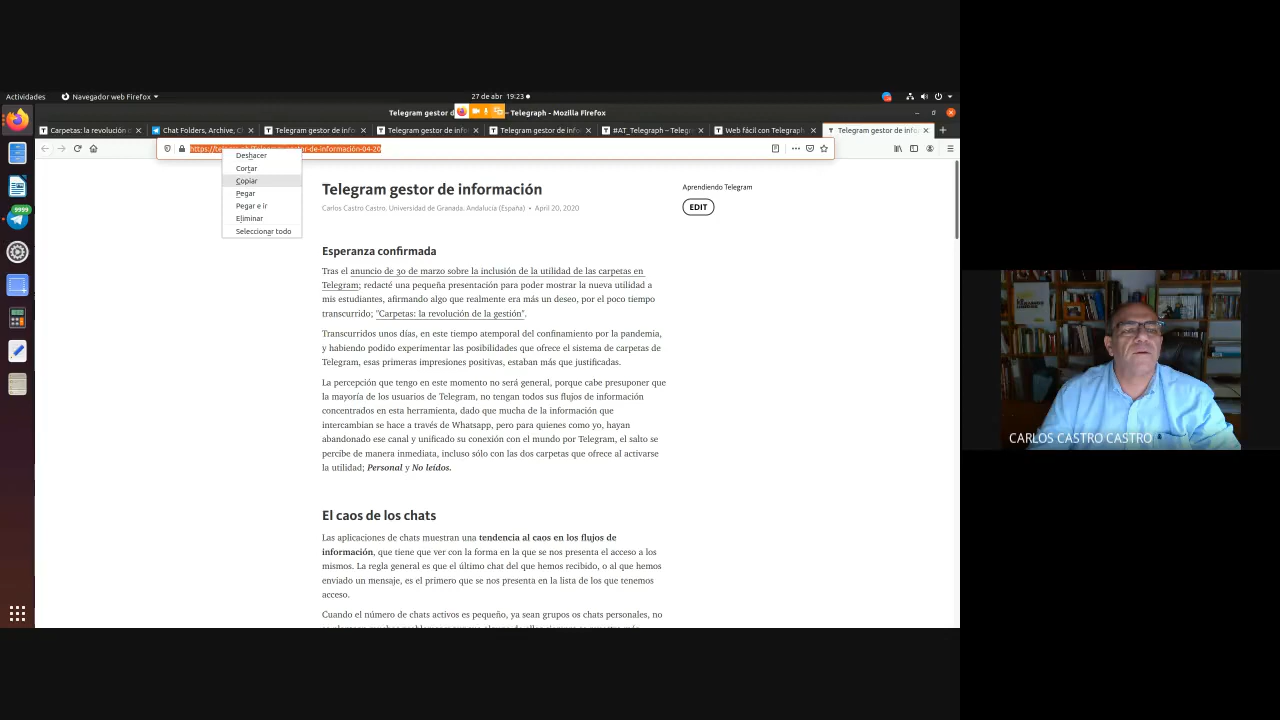 Actividades
Navegador web Firefox
27 de abr 19:23
Telegram gestor d
– Telegraph - Mozilla Firefox
Carpetas: la revolución d
Chat Folders, Archive, C
Telegram gestor de info
Telegram gestor de info
Telegram gestor de info
#AT_Telegraph – Telegr
Web fácil con Telegraph
Telegram gestor de info
Deshacer
Cortar
Copiar
Pegar
Pegar e ir
Eliminar
Seleccionar todo
9999
Telegram gestor de información
Carlos Castro Castro. Universidad de Granada. Andalucia (España) • April 20, 2020
Aprendiendo Telegram
EDIT
Esperanza confirmada
Tras el anuncio de 30 de marzo sobre la inclusión de la utilidad de las carpetas en
Telegram; redacté una pequeña presentación para poder mostrar la nueva utilidad a
mis estudiantes, afirmando algo que realmente era más un deseo, por el poco tiempo
transcurrido; "Carpetas: la revolución de la gestión".
Transcurridos unos días, en este tiempo atemporal del confinamiento por la pandemia,
y habiendo podido experimentar las posibilidades que ofrece el sistema de carpetas de
Telegram, esas primeras impresiones positivas, estaban más que justificadas.
La percepción que tengo en este momento no será general, porque cabe presuponer que
la mayoría de los usuarios de Telegram, no tengan todos sus flujos de información
concentrados en esta herramienta, dado que mucha de la información que
intercambian se hace a través de Whatsapp, pero para quienes como yo, hayan
abandonado ese canal y unificado su conexión con el mundo por Telegram, el salto se
percibe de manera inmediata, incluso sólo con las dos carpetas que ofrece al activarse
la utilidad; Personal y No leídos.
El caos de los chats
Las aplicaciones de chats muestran una tendencia al caos en los flujos de
información, que tiene que ver con la forma en la que se nos presenta el acceso a los
mismos. La regla general es que el último chat del que hemos recibido, o al que hemos
enviado un mensaje, es el primero que se nos presenta en la lista de los que tenemos
acceso.
Cuando el número de chats activos es pequeño, ya sean grupos os chats personales, no
CARLOS CASTRO CASTRO